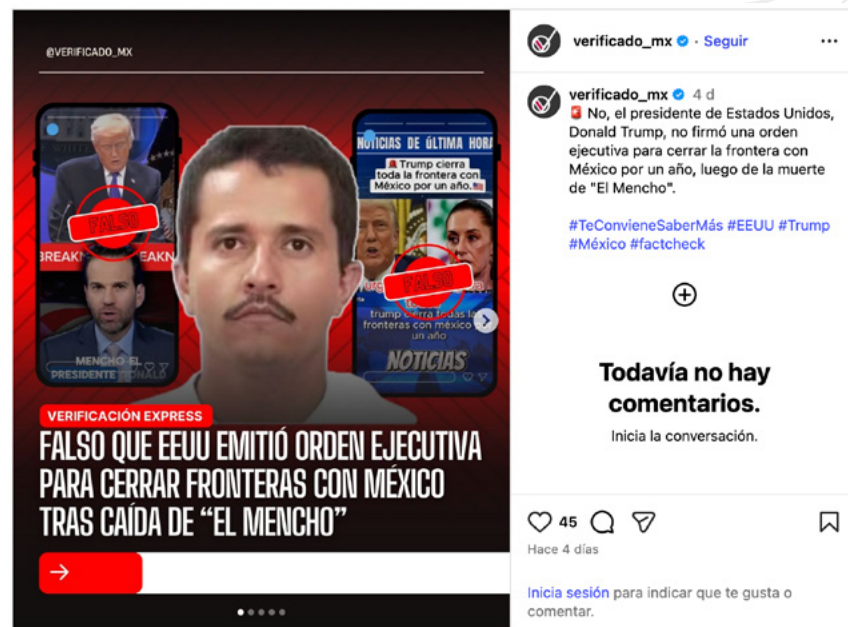 @VERIFICADO_MX
FALSO
BREAK
EAKN
MENCHO EL
PRESIDENTE DONALD
NOTICIAS DE ÚLTIMA HORA
🚨Trump cierra
toda la frontera con
México por un año.🇺🇸
FALSO
trump cierra todas la
fronteras con méxico por
un año
NOTICIAS
VERIFICACIÓN EXPRESS
FALSO QUE EEUU EMITIÓ ORDEN EJECUTIVA
PARA CERRAR FRONTERAS CON MÉXICO
TRAS CAÍDA DE “EL MENCHO”
verificado_mx · Seguir
verificado_mx 4 d
🚨 No, el presidente de Estados Unidos,
Donald Trump, no firmó una orden
ejecutiva para cerrar la frontera con
México por un año, luego de la muerte
de "El Mencho".
#TeConvieneSaberMás #EEUU #Trump
#México #factcheck
Todavía no hay
comentarios.
Inicia la conversación.
45
Hace 4 días
Inicia sesión para indicar que te gusta o
comentar.